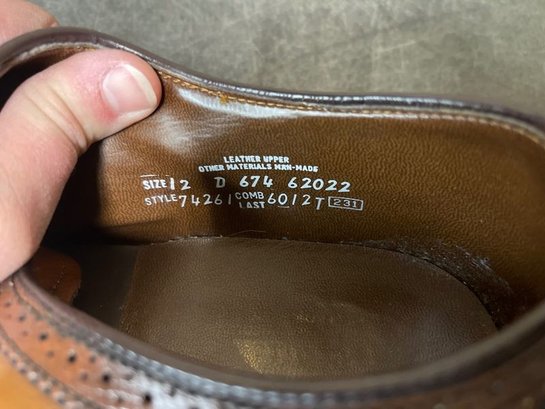 LEATHER UPPER
OTHER MATERIALS MAN-MADE
SIZE 12 D 674 62022
STYLE 74261 COMB LAST 6012T 231